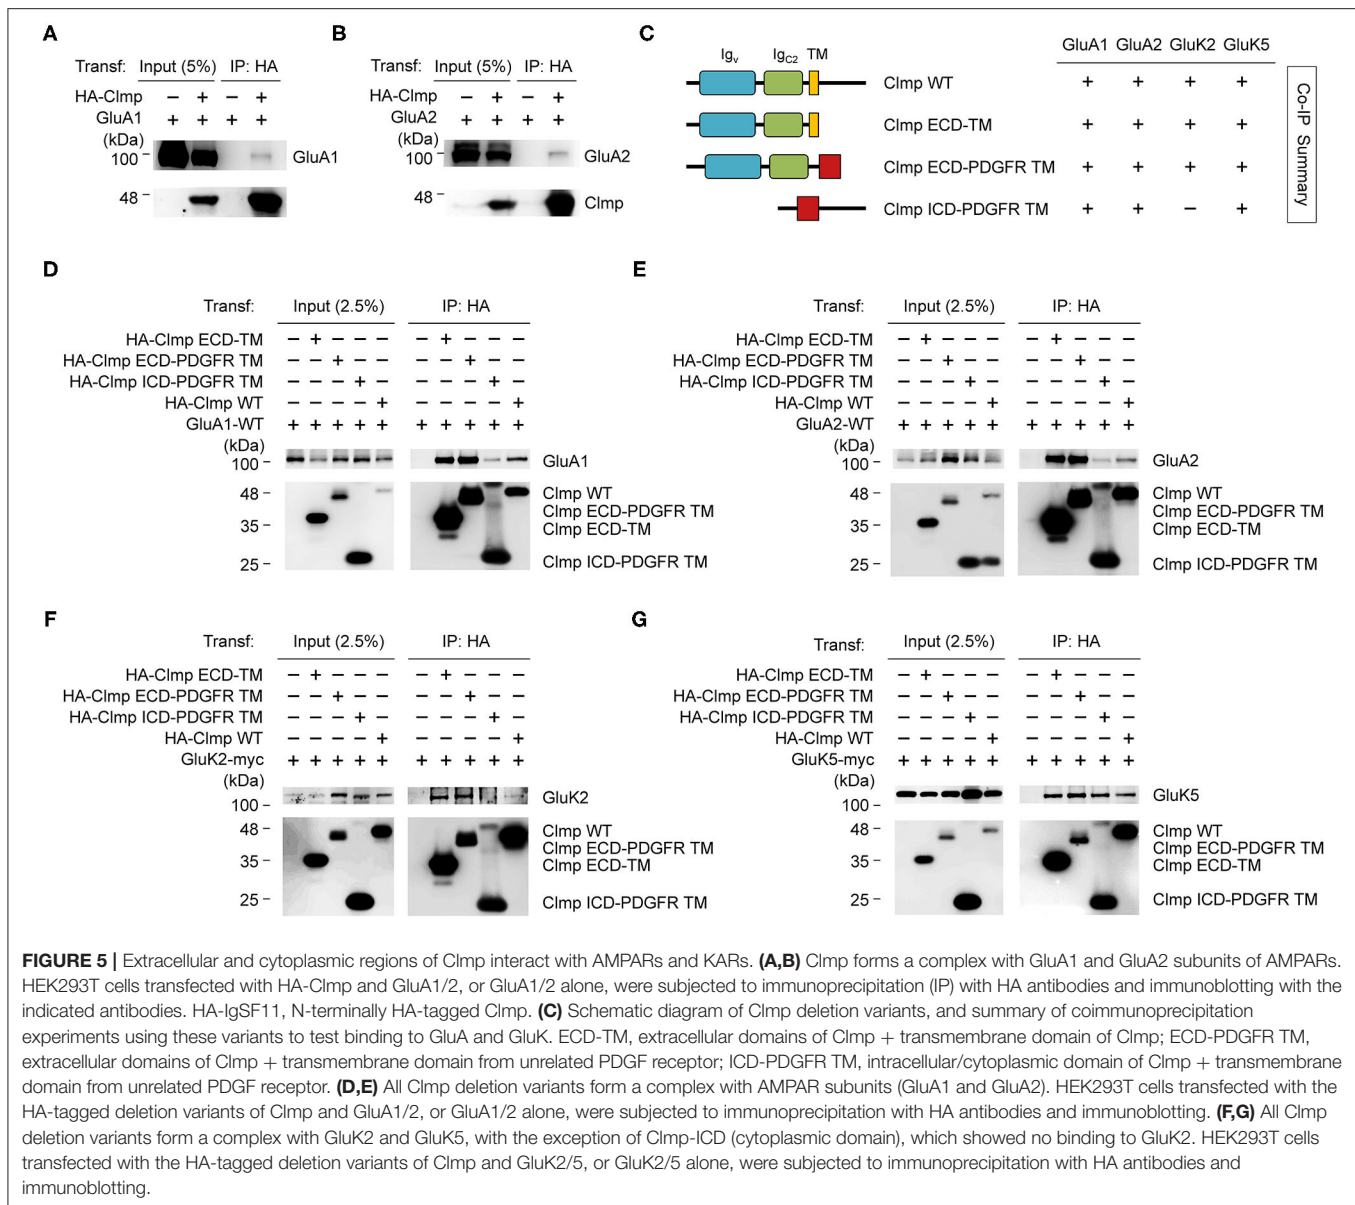 A
Transf: Input (5%) IP: HA
HA-Clmp – + – +
GluA1 + + + +
(kDa)
100 – GluA1
48 –
B
Transf: Input (5%) IP: HA
HA-Clmp – + – +
GluA2 + + + +
(kDa)
100 – GluA2
48 – Clmp
C
Igv IgC2 TM GluA1 GluA2 GluK2 GluK5
Clmp WT + + + +
Clmp ECD-TM + + + +
Clmp ECD-PDGFR TM + + + +
Clmp ICD-PDGFR TM + + – +
Co-IP Summary
D
Transf: Input (2.5%) IP: HA
HA-Clmp ECD-TM – + – – – – + – – –
HA-Clmp ECD-PDGFR TM – – + – – – – + – –
HA-Clmp ICD-PDGFR TM – – – + – – – – + –
HA-Clmp WT – – – – + – – – – +
GluA1-WT + + + + + + + + + +
(kDa)
100 – GluA1
48 – Clmp WT
Clmp ECD-PDGFR TM
35 – Clmp ECD-TM
25 – Clmp ICD-PDGFR TM
E
Transf: Input (2.5%) IP: HA
HA-Clmp ECD-TM – + – – – – + – – –
HA-Clmp ECD-PDGFR TM – – + – – – – + – –
HA-Clmp ICD-PDGFR TM – – – + – – – – + –
HA-Clmp WT – – – – + – – – – +
GluA2-WT + + + + + + + + + +
(kDa)
100 – GluA2
48 – Clmp WT
Clmp ECD-PDGFR TM
35 – Clmp ECD-TM
25 – Clmp ICD-PDGFR TM
F
Transf: Input (2.5%) IP: HA
HA-Clmp ECD-TM – + – – – – + – – –
HA-Clmp ECD-PDGFR TM – – + – – – – + – –
HA-Clmp ICD-PDGFR TM – – – + – – – – + –
HA-Clmp WT – – – – + – – – – +
GluK2-myc + + + + + + + + + +
(kDa)
100 – GluK2
48 – Clmp WT
Clmp ECD-PDGFR TM
35 – Clmp ECD-TM
25 – Clmp ICD-PDGFR TM
G
Transf: Input (2.5%) IP: HA
HA-Clmp ECD-TM – + – – – – + – – –
HA-Clmp ECD-PDGFR TM – – + – – – – + – –
HA-Clmp ICD-PDGFR TM – – – + – – – – + –
HA-Clmp WT – – – – + – – – – +
GluK5-myc + + + + + + + + + +
(kDa)
100 – GluK5
48 – Clmp WT
Clmp ECD-PDGFR TM
35 – Clmp ECD-TM
25 – Clmp ICD-PDGFR TM
FIGURE 5 | Extracellular and cytoplasmic regions of Clmp interact with AMPARs and KARs. (A,B) Clmp forms a complex with GluA1 and GluA2 subunits of AMPARs.
HEK293T cells transfected with HA-Clmp and GluA1/2, or GluA1/2 alone, were subjected to immunoprecipitation (IP) with HA antibodies and immunoblotting with the
indicated antibodies. HA-IgSF11, N-terminally HA-tagged Clmp. (C) Schematic diagram of Clmp deletion variants, and summary of coimmunoprecipitation
experiments using these variants to test binding to GluA and GluK. ECD-TM, extracellular domains of Clmp + transmembrane domain of Clmp; ECD-PDGFR TM,
extracellular domains of Clmp + transmembrane domain from unrelated PDGF receptor; ICD-PDGFR TM, intracellular/cytoplasmic domain of Clmp + transmembrane
domain from unrelated PDGF receptor. (D,E) All Clmp deletion variants form a complex with AMPAR subunits (GluA1 and GluA2). HEK293T cells transfected with the
HA-tagged deletion variants of Clmp and GluA1/2, or GluA1/2 alone, were subjected to immunoprecipitation with HA antibodies and immunoblotting. (F,G) All Clmp
deletion variants form a complex with GluK2 and GluK5, with the exception of Clmp-ICD (cytoplasmic domain), which showed no binding to GluK2. HEK293T cells
transfected with the HA-tagged deletion variants of Clmp and GluK2/5, or GluK2/5 alone, were subjected to immunoprecipitation with HA antibodies and
immunoblotting.